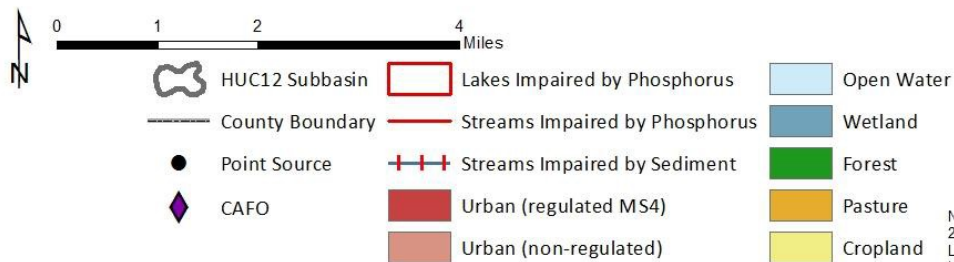 0 1 2 4
Miles
N
HUC12 Subbasin
County Boundary
Point Source
CAFO
Lakes Impaired by Phosphorus
Streams Impaired by Phosphorus
Streams Impaired by Sediment
Urban (regulated MS4)
Urban (non-regulated)
Open Water
Wetland
Forest
Pasture
Cropland
N
2
L